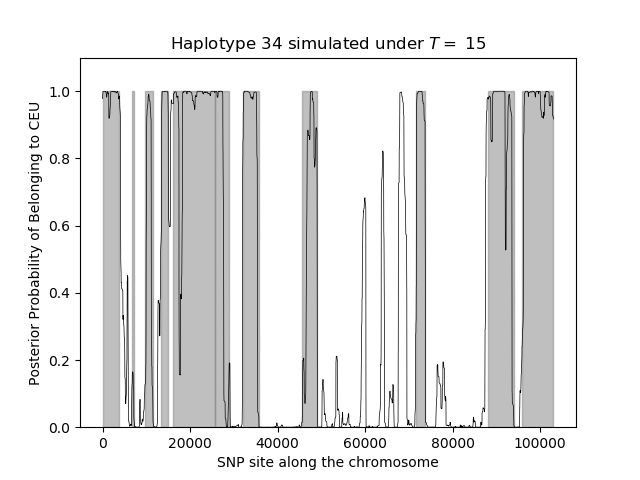 Haplotype 34 simulated under T = 15
Posterior Probability of Belonging to CEU
1.0
0.8
0.6
0.4
0.2
0.0
0 20000 40000 60000 80000 100000
SNP site along the chromosome